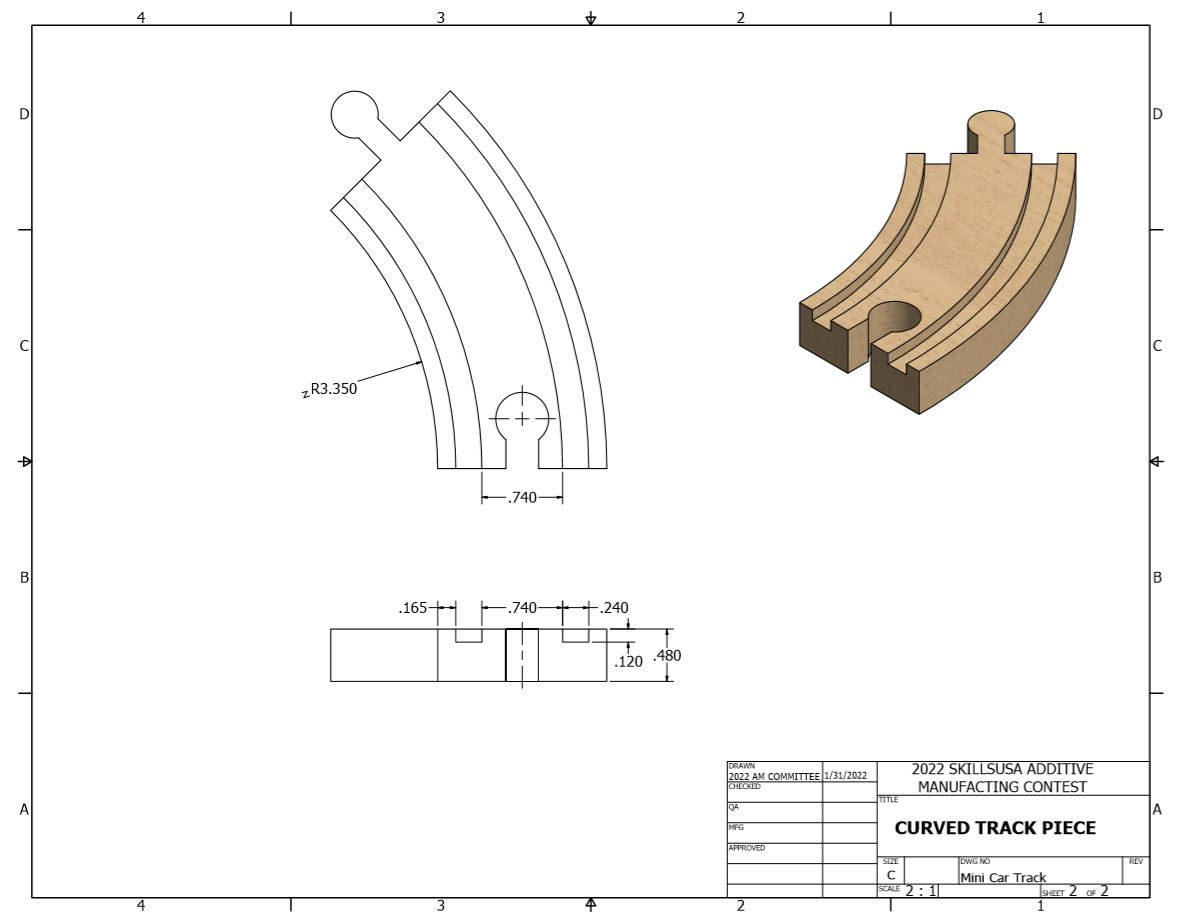 4 3 2 1
D D
R3.350
C C
.740
B B
.165 .740 .240
.120 .480
DRAWN
2022 AM COMMITTEE 1/31/2022
CHECKED
QA
MFG
APPROVED
2022 SKILLSUSA ADDITIVE
MANUFACTURING CONTEST
TITLE
CURVED TRACK PIECE
A A
SIZE
C
DWG NO
Mini Car Track
REV
SCALE 2 : 1
SHEET 2 OF 2
4 3 2 1